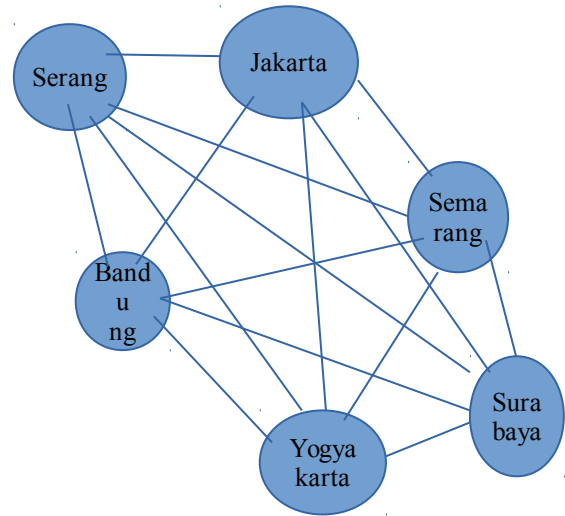 Serang
Jakarta
Sema
rang
Band
u
ng
Sura
baya
Yogya
karta